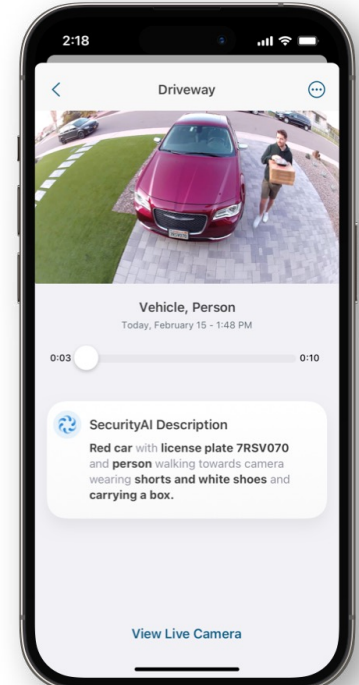 2:18
Driveway
Vehicle, Person
Today, February 15 - 1:48 PM
0:03
0:10
SecurityAI Description
Red car with license plate 7RSV070
and person walking towards camera
wearing shorts and white shoes and
carrying a box.
View Live Camera